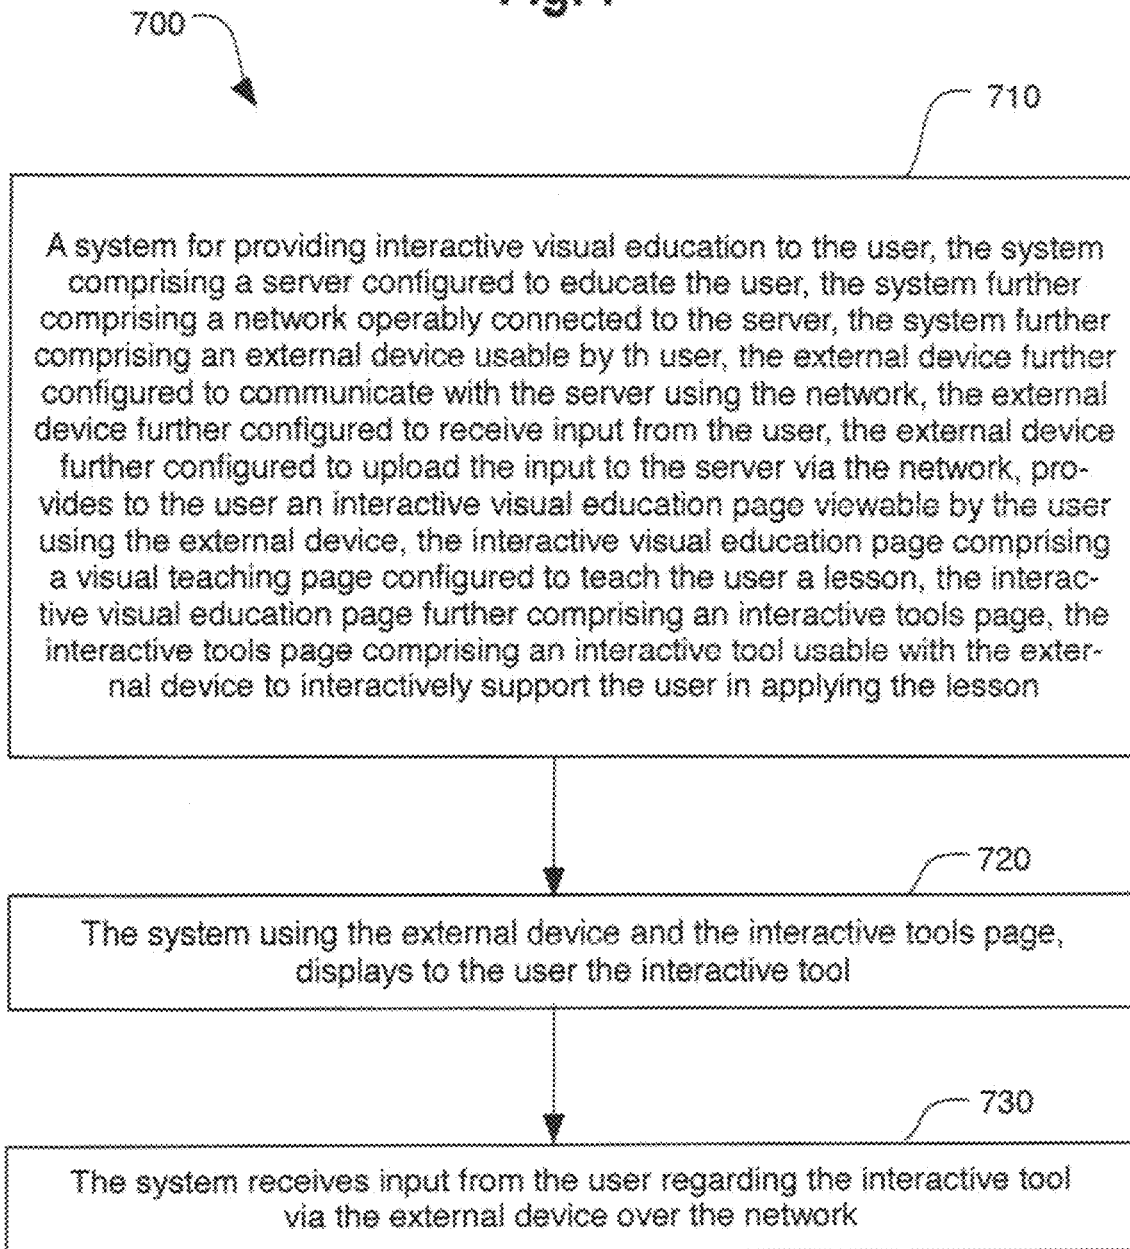 700
710
A system for providing interactive visual education to the user, the system
comprising a server configured to educate the user, the system further
comprising a network operably connected to the server, the system further
comprising an external device usable by th user, the external device further
configured to communicate with the server using the network, the external
device further configured to receive input from the user, the external device
further configured to upload the input to the server via the network, pro-
vides to the user an interactive visual education page viewable by the user
using the external device, the interactive visual education page comprising
a visual teaching page configured to teach the user a lesson, the interac-
tive visual education page further comprising an interactive tools page, the
interactive tools page comprising an interactive tool usable with the exter-
nal device to interactively support the user in applying the lesson
720
The system using the external device and the interactive tools page,
displays to the user the interactive tool
730
The system receives input from the user regarding the interactive tool
via the external device over the network